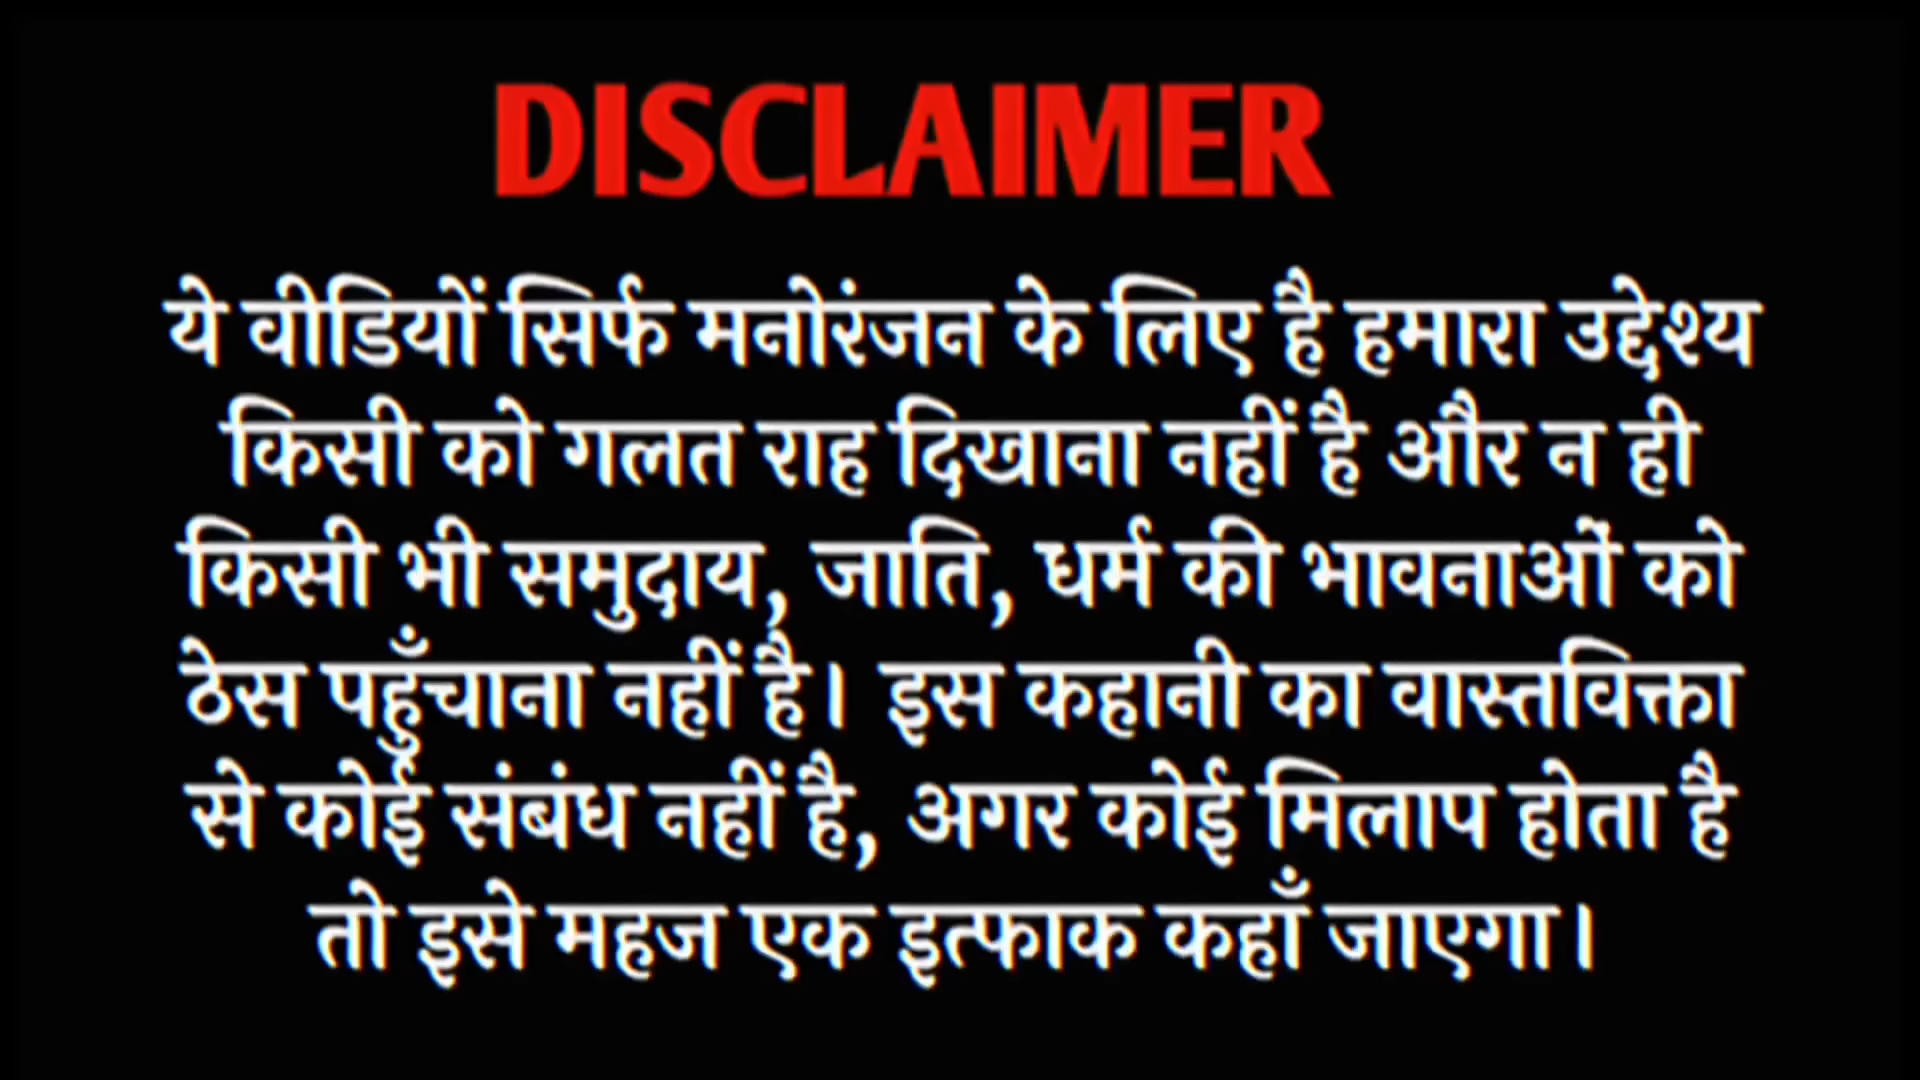 DISCLAIMER
ये वीडियों सिर्फ मनोरंजन के लिए है हमारा उद्देश्य
किसी को गलत राह दिखाना नहीं है और न ही
किसी भी समुदाय, जाति, धर्म की भावनाओं को
ठेस पहुँचाना नहीं है। इस कहानी का वास्तविक्ता
से कोई संबंध नहीं है, अगर कोई मिलाप होता है
तो इसे महज एक इत्फाक कहाँ जाएगा।